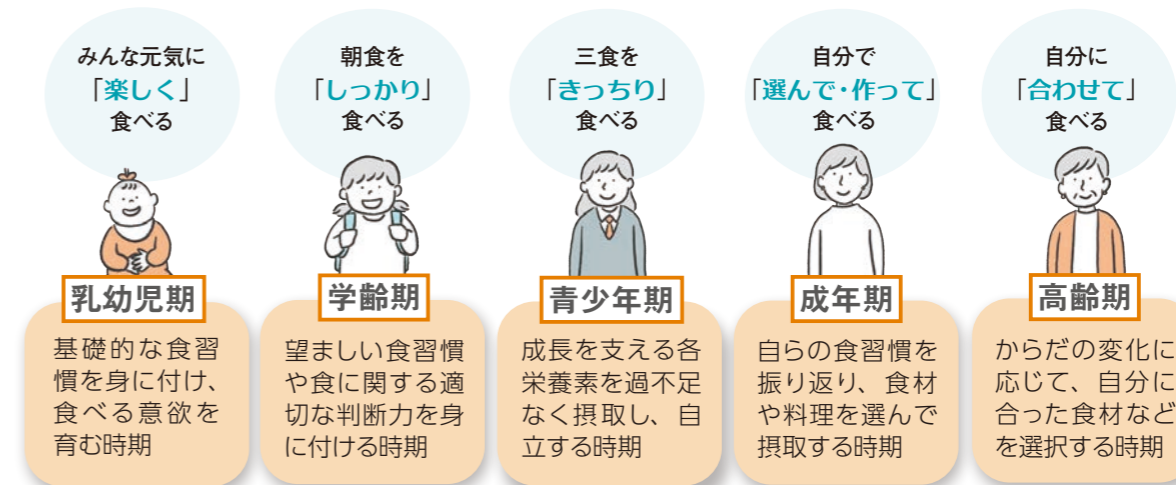 みんな元気に
「楽しく」
食べる
乳幼児期
基礎的な食習
慣を身に付け、
食べる意欲を
育む時期
朝食を
「しっかり」
食べる
学齢期
望ましい食習慣
や食に関する適
切な判断力を身
に付ける時期
三食を
「きっちり」
食べる
青少年期
成長を支える各
栄養素を過不足
なく摂取し、自
立する時期
自分で
「選んで・作って」
食べる
成年期
自らの食習慣を
振り返り、食材
や料理を選んで
摂取する時期
自分に
「合わせて」
食べる
高齢期
からだの変化に
応じて、自分に
合った食材など
を選択する時期